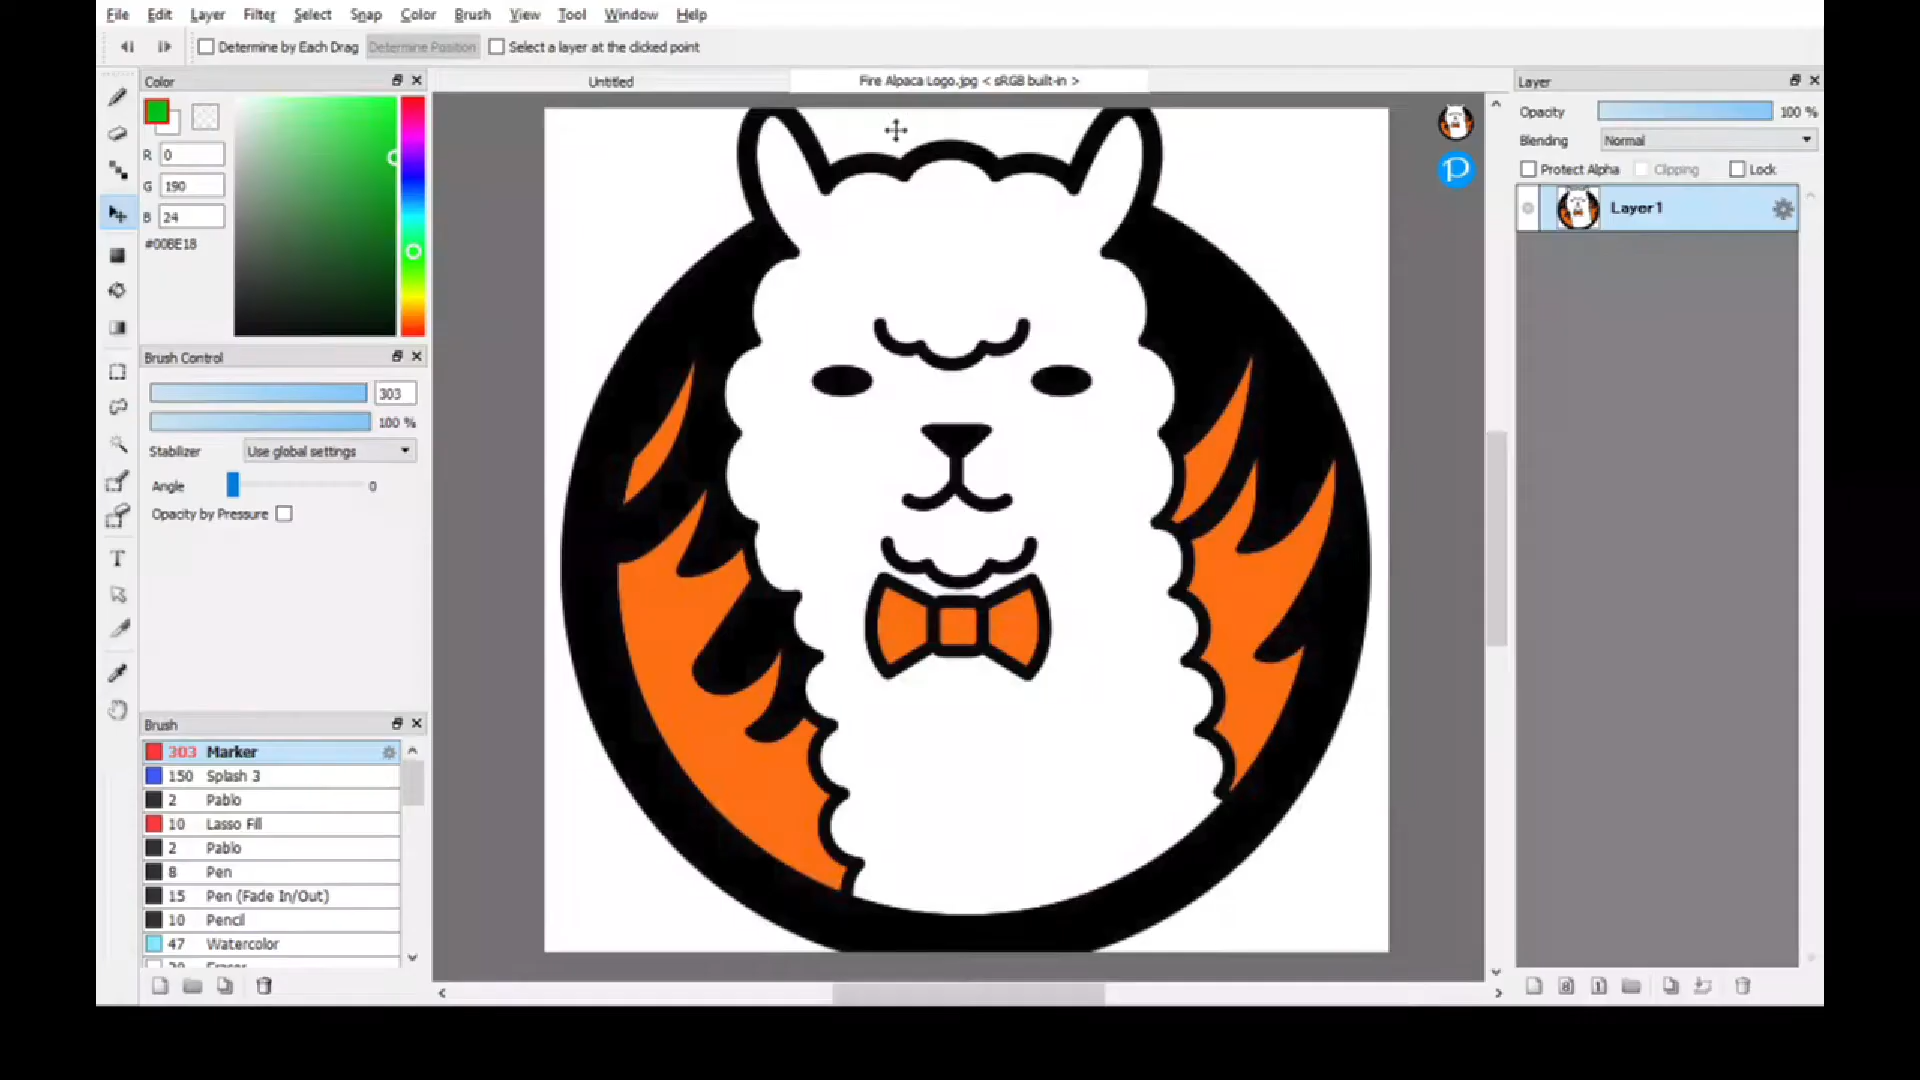 File Edit Layer Filter Select Snap Color Brush View Tool Window Help
Determine by Each Drag Determine Position Select a layer at the clicked point
Color
Untitled
Fire Alpaca Logo.jpg < sRGB built-in >
Layer
R 0
G 190
B 24
#00BE18
Opacity 100 %
Blending Normal
Protect Alpha Clipping Lock
Layer1
Brush Control
303
100 %
Stabilizer Use global settings
Angle 0
Opacity by Pressure
T
Brush
303 Marker
150 Splash 3
2 Pablo
10 Lasso Fill
2 Pablo
8 Pen
15 Pen (Fade In/Out)
10 Pencil
47 Watercolor
P
8
1